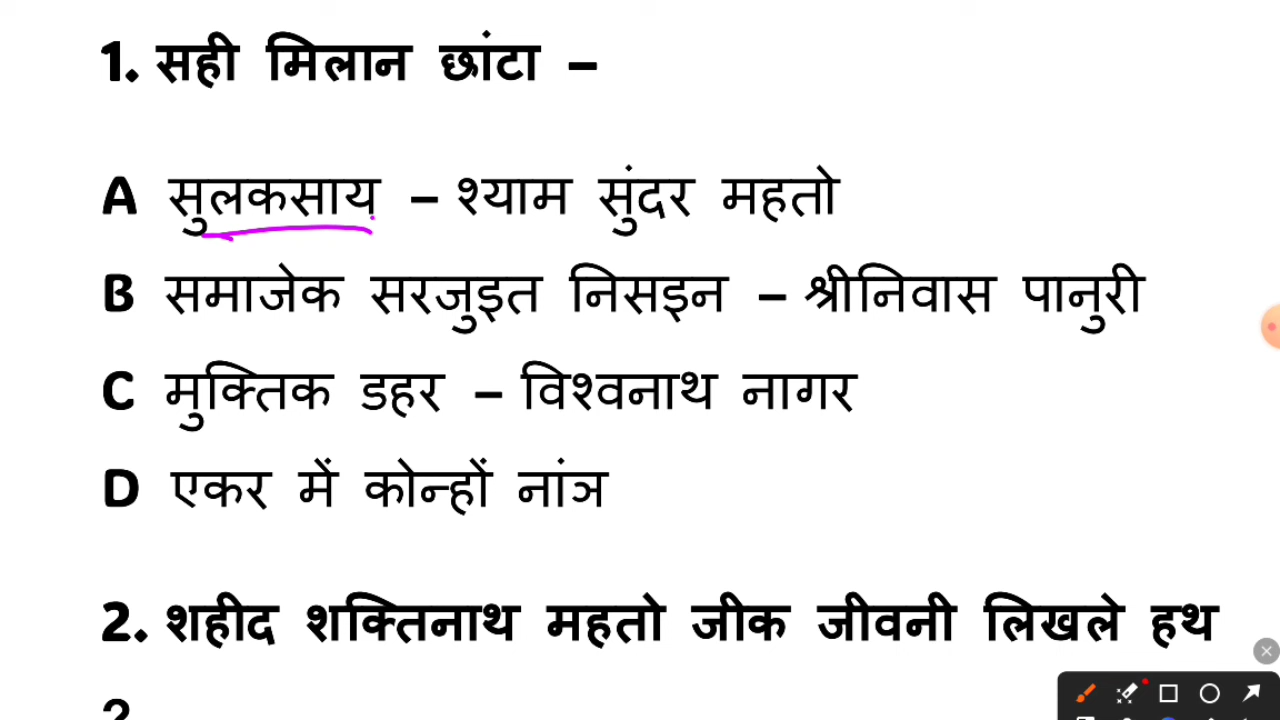 1. सही मिलान छांटा –
A सुलकसाय – श्याम सुंदर महतो
B समाजेक सरजुइत निसइन – श्रीनिवास पानुरी
C मुक्तिक डहर – विश्वनाथ नागर
D एकर में कोन्हों नांञ
2. शहीद शक्तिनाथ महतो जीक जीवनी लिखले हथ
?